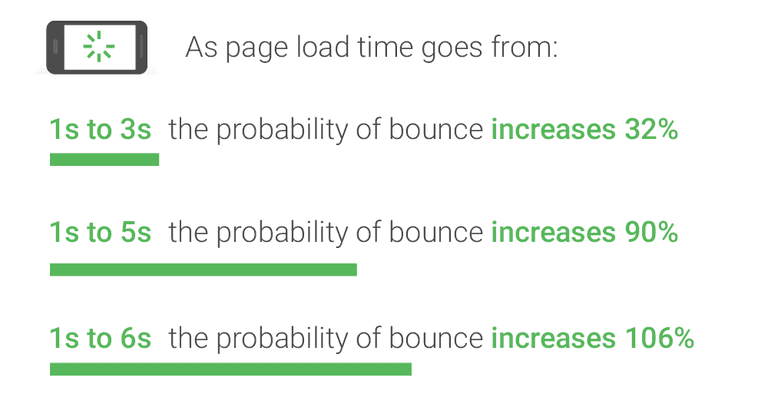 As page load time goes from:
1s to 3s the probability of bounce increases 32%
1s to 5s the probability of bounce increases 90%
1s to 6s the probability of bounce increases 106%